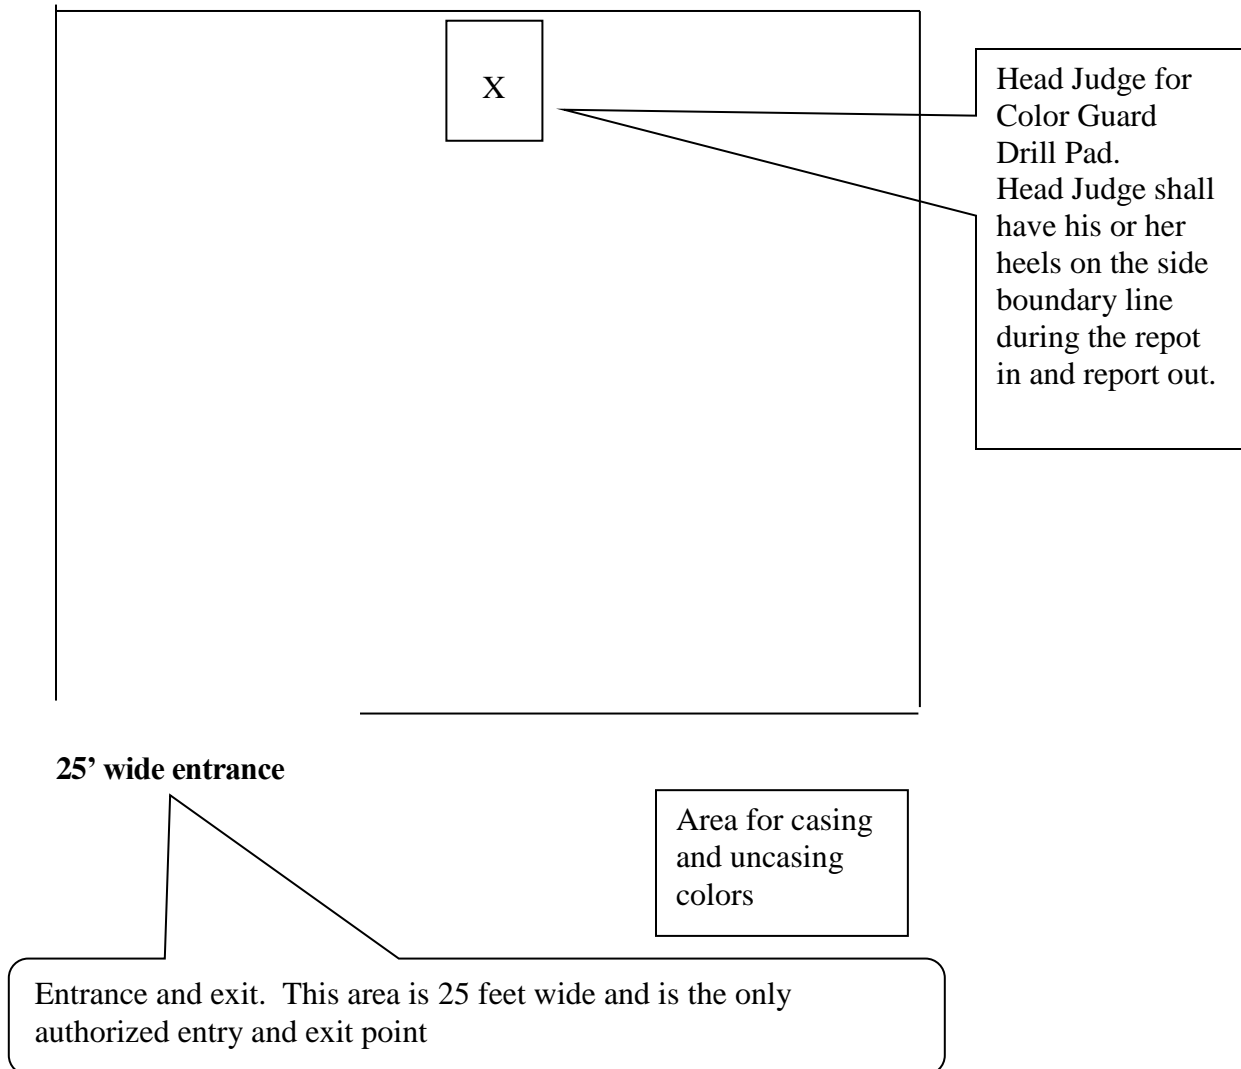 X
Head Judge for
Color Guard
Drill Pad.
Head Judge shall
have his or her
heels on the side
boundary line
during the repot
in and report out.
25’ wide entrance
Area for casing
and uncasing
colors
Entrance and exit.  This area is 25 feet wide and is the only
authorized entry and exit point